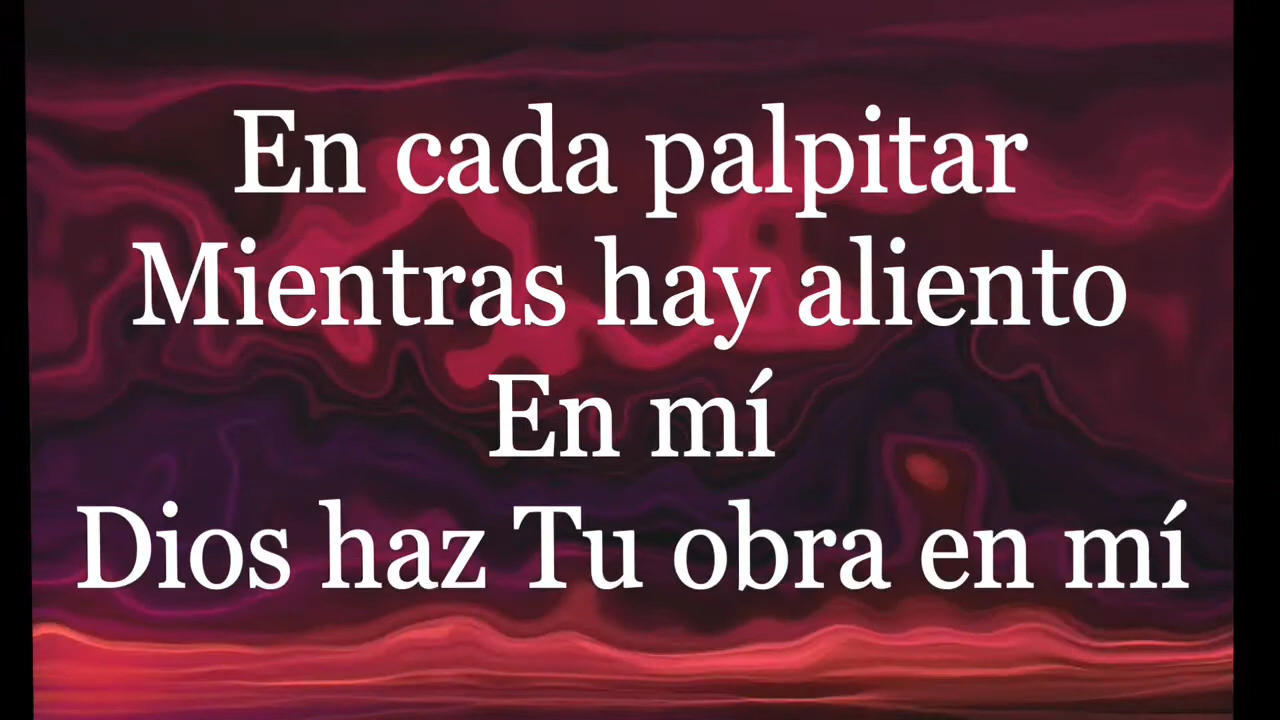 En cada palpitar
Mientras hay aliento
En mí
Dios haz Tu obra en mí